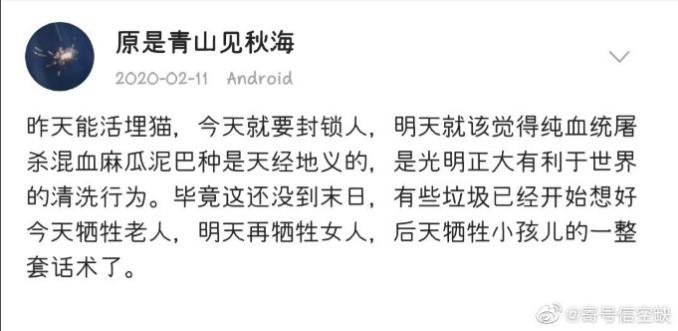 原是青山见秋海
2020-02-11 Android
昨天能活埋猫，今天就要封锁人，明天就该觉得纯血统屠
杀混血麻瓜泥巴种是天经地义的，是光明正大有利于世界
的清洗行为。毕竟这还没到末日，有些垃圾已经开始想好
今天牺牲老人，明天再牺牲女人，后天牺牲小孩儿的一整
套话术了。
@寄号信空缺